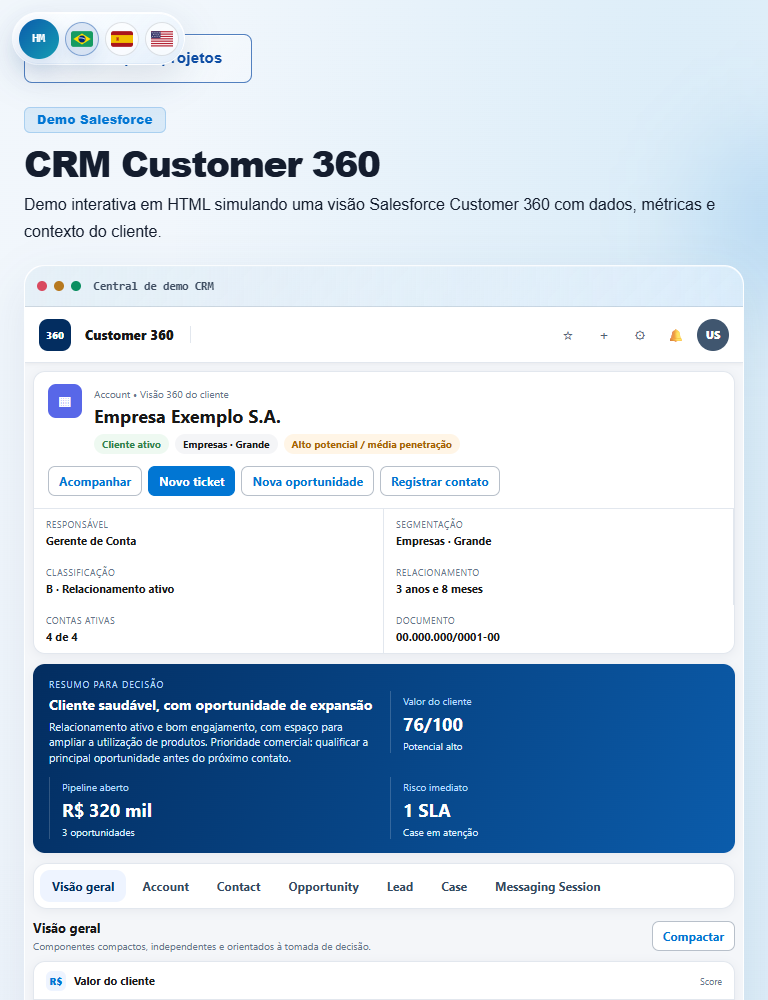 HM
Demo Salesforce
CRM Customer 360
Demo interativa em HTML simulando uma visão Salesforce Customer 360 com dados, métricas e
contexto do cliente.
Central de demo CRM
360
Customer 360
US
Account • Visão 360 do cliente
Empresa Exemplo S.A.
Cliente ativo
Empresas · Grande
Alto potencial / média penetração
Acompanhar
Novo ticket
Nova oportunidade
Registrar contato
RESPONSÁVEL
Gerente de Conta
SEGMENTAÇÃO
Empresas · Grande
CLASSIFICAÇÃO
B · Relacionamento ativo
RELACIONAMENTO
3 anos e 8 meses
CONTAS ATIVAS
4 de 4
DOCUMENTO
00.000.000/0001-00
RESUMO PARA DECISÃO
Cliente saudável, com oportunidade de expansão
Relacionamento ativo e bom engajamento, com espaço para
ampliar a utilização de produtos. Prioridade comercial: qualificar a
principal oportunidade antes do próximo contato.
Valor do cliente
76/100
Potencial alto
Pipeline aberto
R$ 320 mil
3 oportunidades
Risco imediato
1 SLA
Case em atenção
Visão geral
Account
Contact
Opportunity
Lead
Case
Messaging Session
Visão geral
Componentes compactos, independentes e orientados à tomada de decisão.
Compactar
R$
Valor do cliente
Score